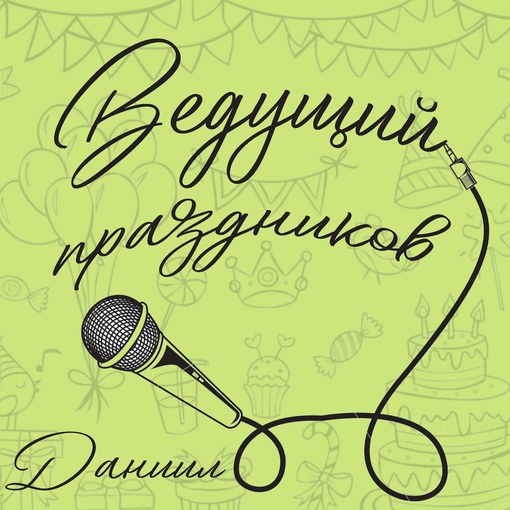 Ведущий
праздников
Даниил